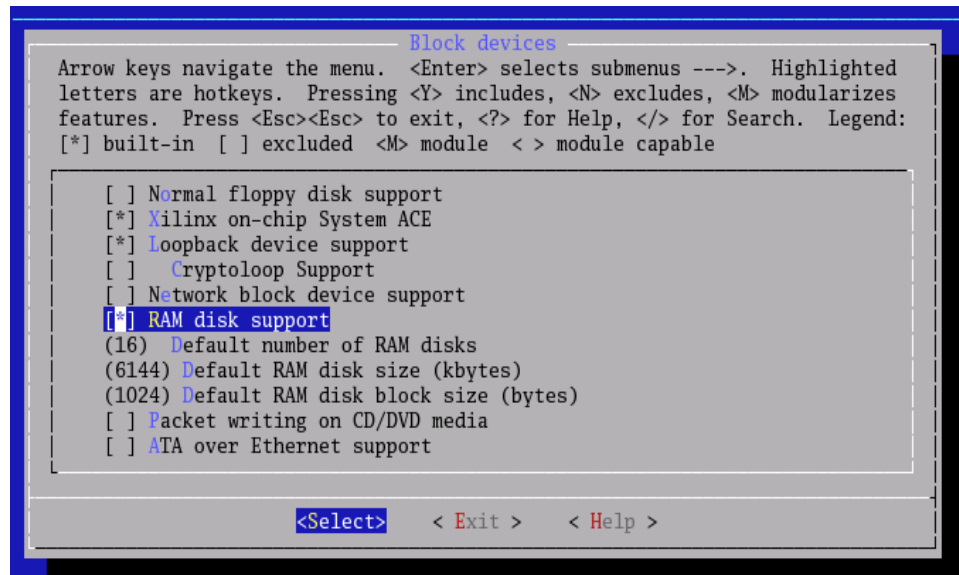 Block devices
Arrow keys navigate the menu.  <Enter> selects submenus --->.  Highlighted
letters are hotkeys.  Pressing <Y> includes, <N> excludes, <M> modularizes
features.  Press <Esc><Esc> to exit, <?> for Help, </> for Search.  Legend:
[*] built-in  [ ] excluded  <M> module  < > module capable
[ ] Normal floppy disk support
[*] Xilinx on-chip System ACE
[*] Loopback device support
[ ]   Cryptoloop Support
[ ] Network block device support
[*] RAM disk support
(16)  Default number of RAM disks
(6144) Default RAM disk size (kbytes)
(1024) Default RAM disk block size (bytes)
[ ] Packet writing on CD/DVD media
[ ] ATA over Ethernet support
<Select>    < Exit >    < Help >